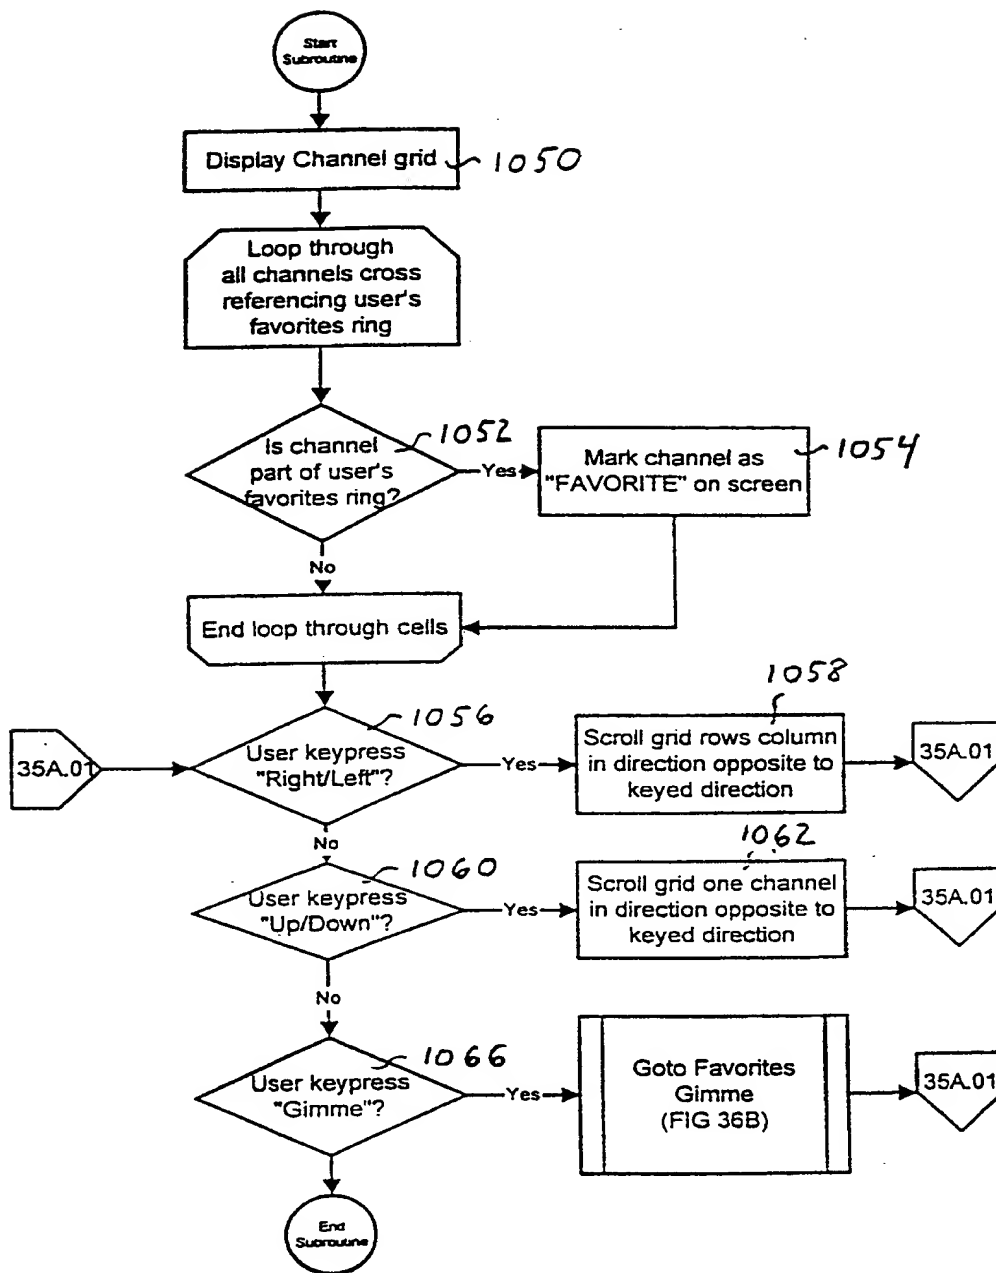 Start
Subroutine
Display Channel grid
1050
Loop through
all channels cross
referencing user's
favorites ring
Is channel
part of user's
favorites ring?
1052
Yes
Mark channel as
"FAVORITE" on screen
1054
No
End loop through cells
35A.01
User keypress
"Right/Left"?
1056
Yes
Scroll grid rows column
in direction opposite to
keyed direction
1058
35A.01
No
User keypress
"Up/Down"?
1060
Yes
Scroll grid one channel
in direction opposite to
keyed direction
1062
35A.01
No
User keypress
"Gimme"?
1066
Yes
Goto Favorites
Gimme
(FIG 36B)
35A.01
End
Subroutine